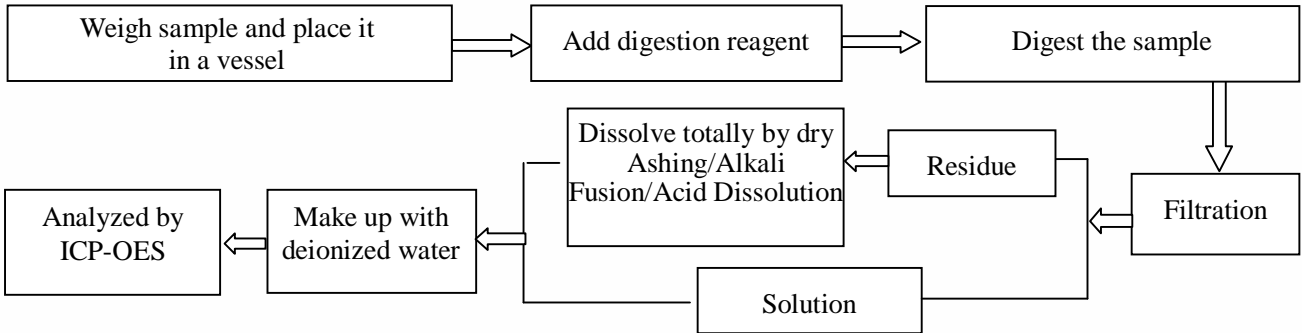 Weigh sample and place it
in a vessel
Add digestion reagent
Digest the sample
Filtration
Residue
Dissolve totally by dry
Ashing/Alkali
Fusion/Acid Dissolution
Solution
Make up with
deionized water
Analyzed by
ICP-OES